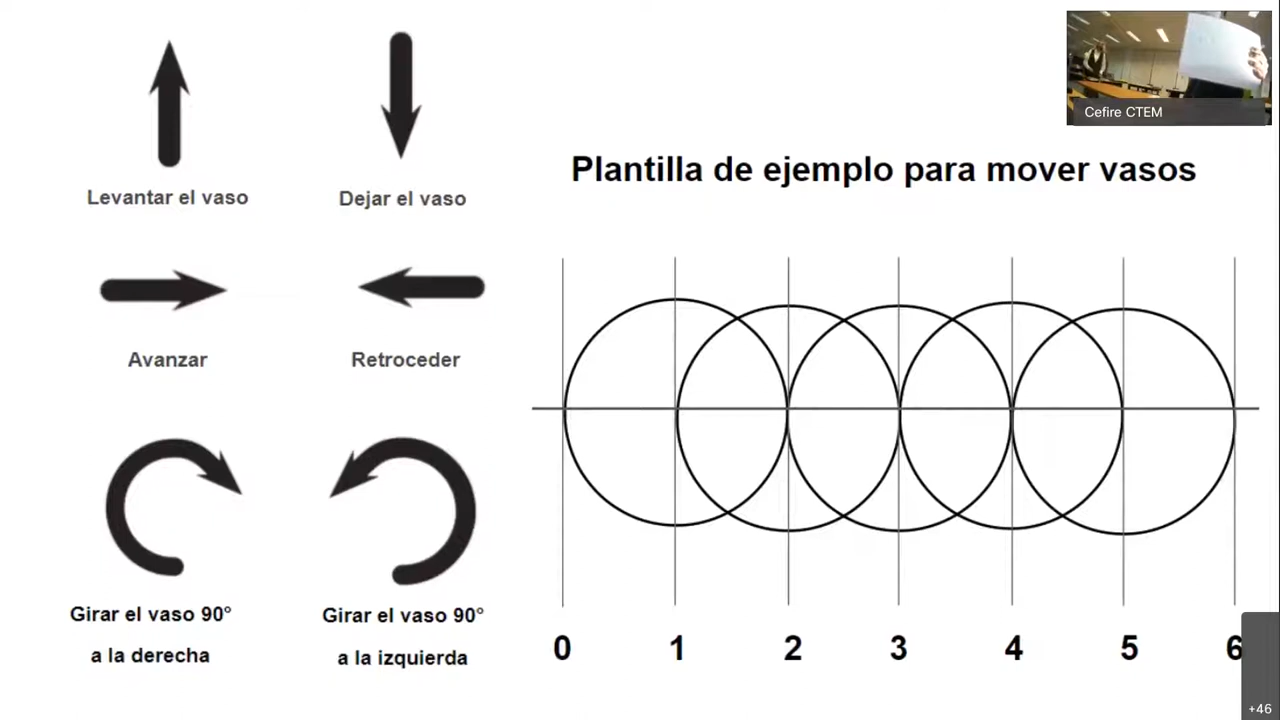 Cefire CTEM
Plantilla de ejemplo para mover vasos
Levantar el vaso
Dejar el vaso
Avanzar
Retroceder
Girar el vaso 90°
a la derecha
Girar el vaso 90°
a la izquierda
0 1 2 3 4 5 6
+46